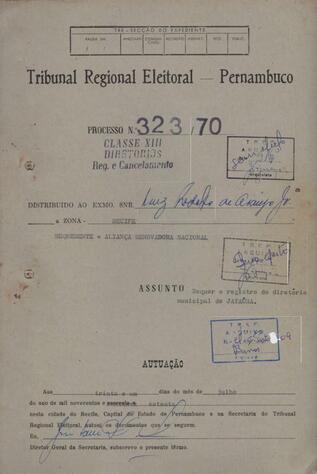 TRE - SECÇÃO DO EXPEDIENTE
Tribunal Regional Eleitoral — Pernambuco
PROCESSO N.º 323/70
CLASSE XIII
DIRETORIOS
Reg. e Cancelamento
T R E P
ARQUIVO
DISTRIBUIDO AO EXMO. SNR. Luiz Rodolfo de Araujo Jr.
a ZONA - RECIFE
REQUERENTE - ALIANÇA RENOVADORA NACIONAL
T R E P
ARQUIVO
ASSUNTO Requer o registro do diretório
municipal de JATAÚBA.
T R E P
ARQUIVO
AUTUAÇÃO
Aos trinta e um dias do mês de julho
do ano de mil novecentos e setenta
nesta cidade do Recife, Capital do Estado de Pernambuco e na Secretaria do Tribunal
Regional Eleitoral, autuo os documentos que se seguem.
Eu,
Diretor Geral da Secretaria, subscrevo o presente têrmo.